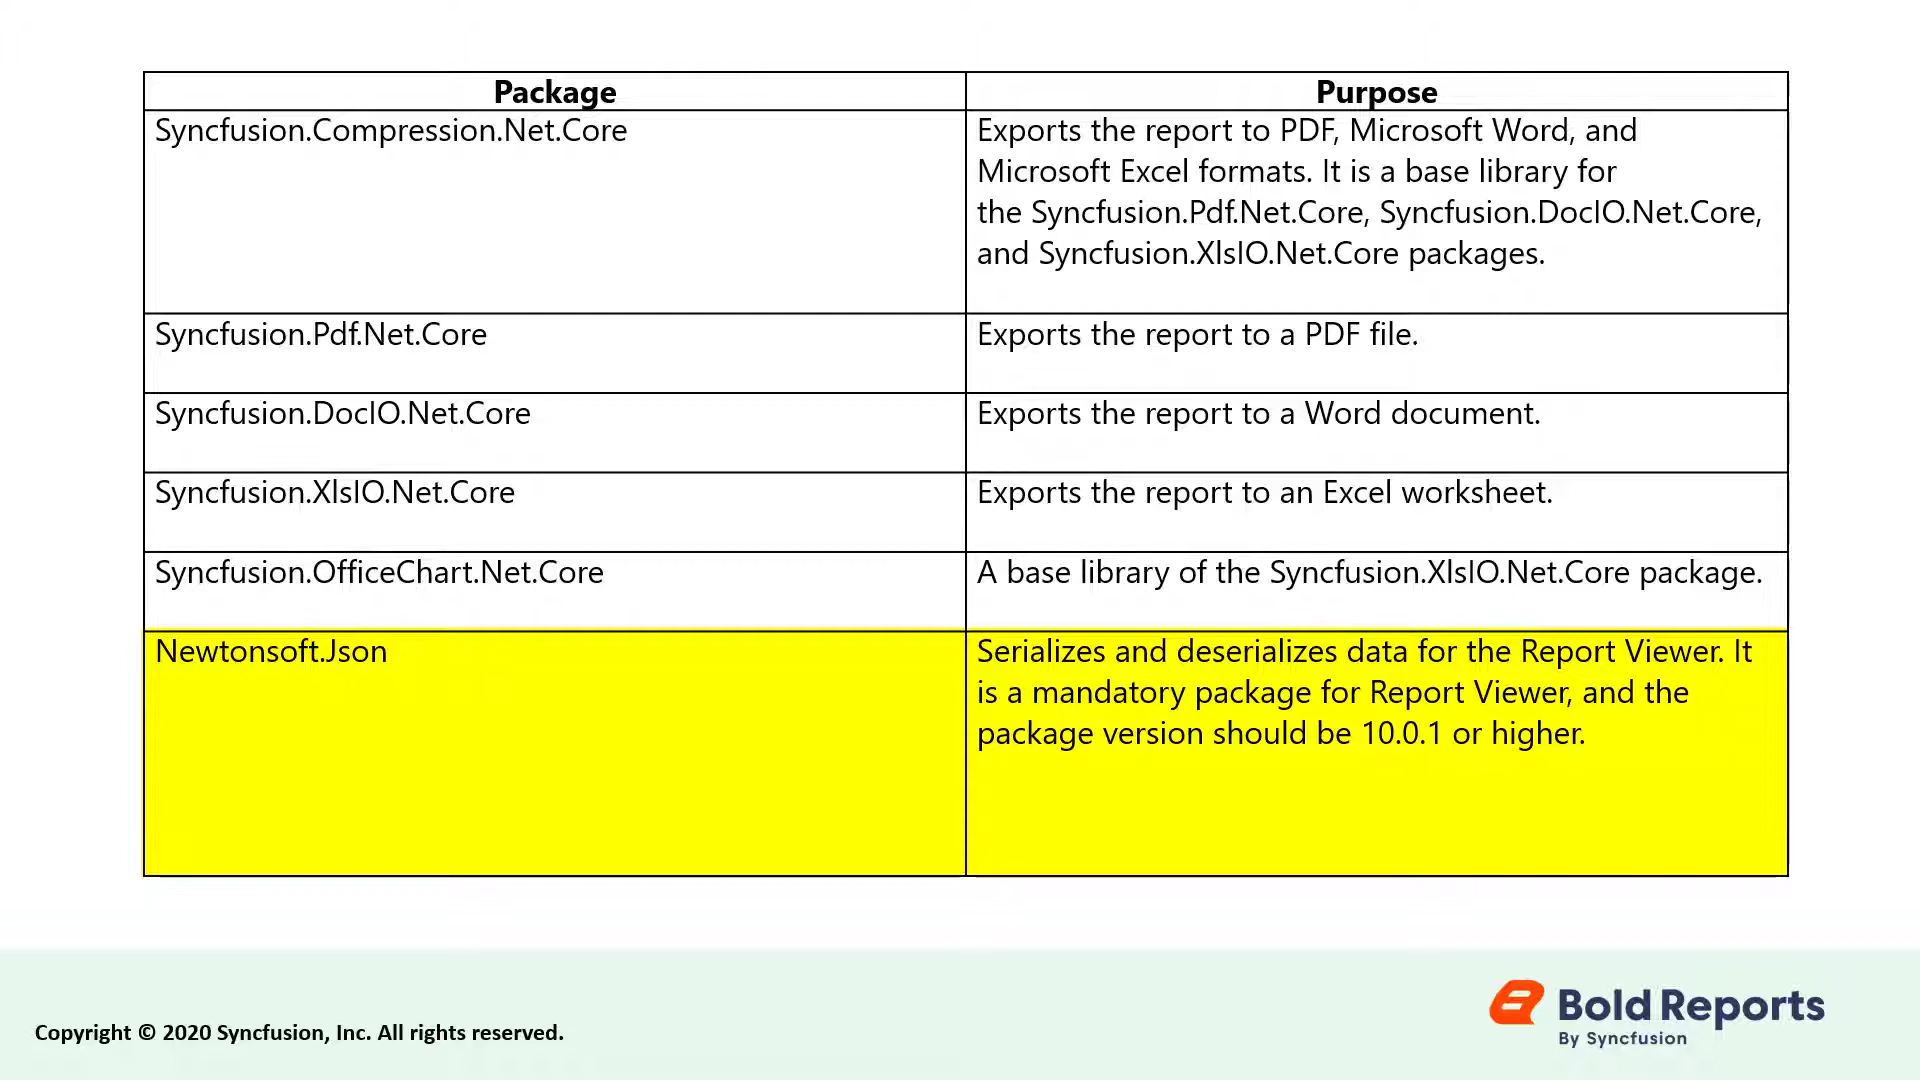 Package
Purpose
Syncfusion.Compression.Net.Core
Exports the report to PDF, Microsoft Word, and
Microsoft Excel formats. It is a base library for
the Syncfusion.Pdf.Net.Core, Syncfusion.DocIO.Net.Core,
and Syncfusion.XlsIO.Net.Core packages.
Syncfusion.Pdf.Net.Core
Exports the report to a PDF file.
Syncfusion.DocIO.Net.Core
Exports the report to a Word document.
Syncfusion.XlsIO.Net.Core
Exports the report to an Excel worksheet.
Syncfusion.OfficeChart.Net.Core
A base library of the Syncfusion.XlsIO.Net.Core package.
Newtonsoft.Json
Serializes and deserializes data for the Report Viewer. It
is a mandatory package for Report Viewer, and the
package version should be 10.0.1 or higher.
Copyright © 2020 Syncfusion, Inc. All rights reserved.
Bold Reports
By Syncfusion